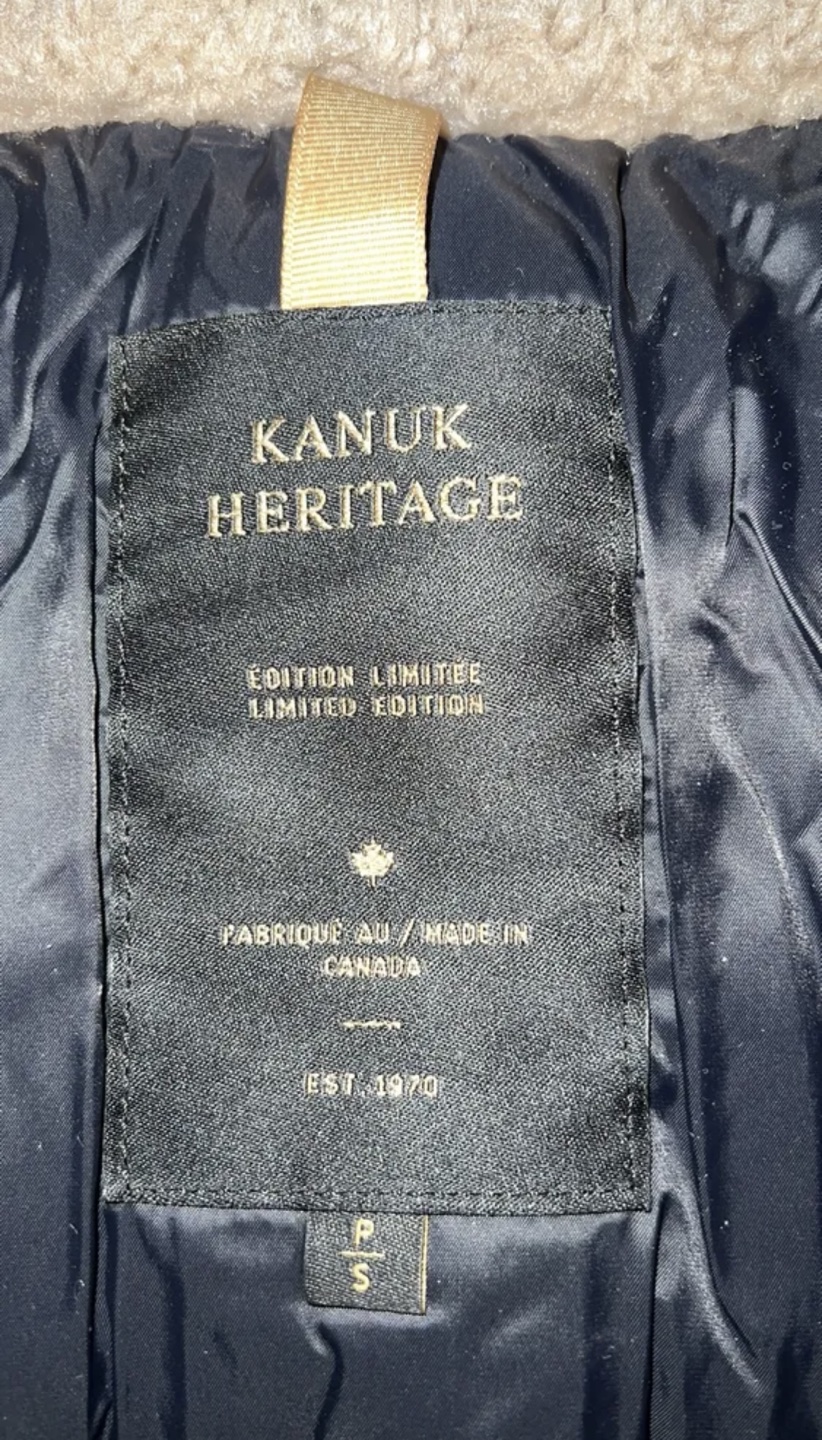 KANUK
HERITAGE
ÉDITION LIMITÉE
LIMITED EDITION
FABRIQUÉ AU / MADE IN
CANADA
EST. 1970
P
S